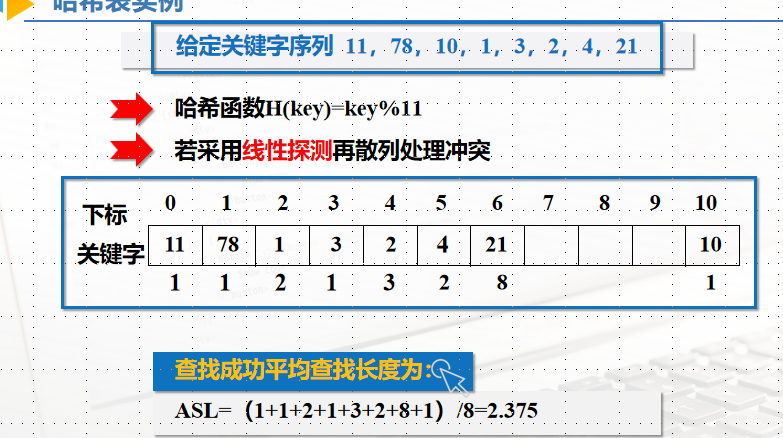 哈希表实例
给定关键字序列 11，78，10，1，3，2，4，21
哈希函数H(key)=key%11
若采用线性探测再散列处理冲突
下标 0 1 2 3 4 5 6 7 8 9 10
关键字 11 78 1 3 2 4 21 10
1 1 2 1 3 2 8 1
查找成功平均查找长度为：
ASL=（1+1+2+1+3+2+8+1）/8=2.375